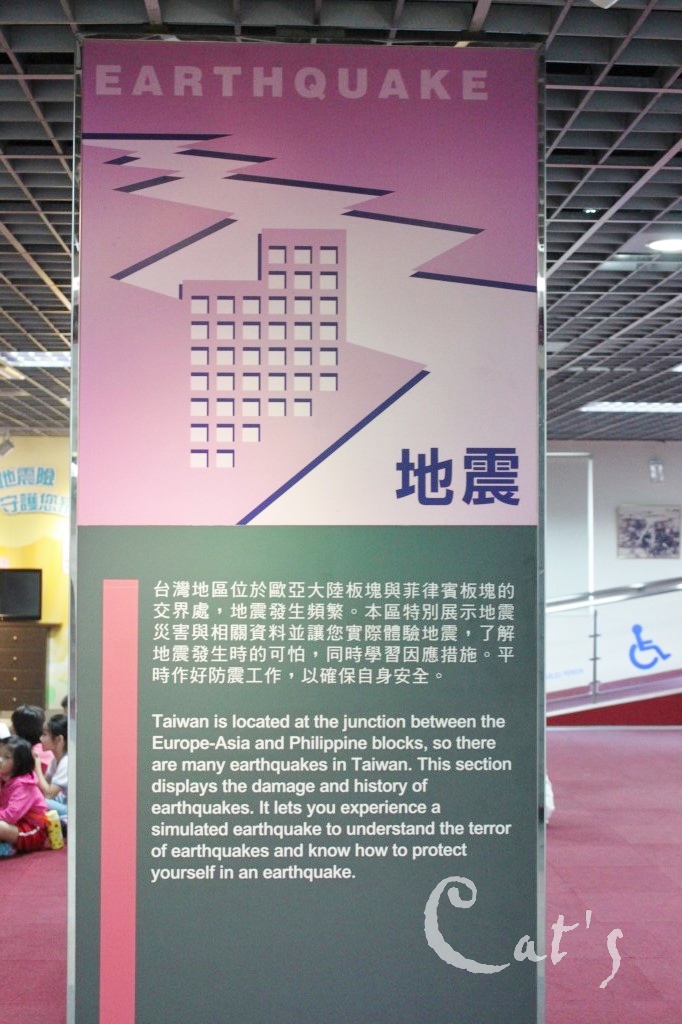 EARTHQUAKE
地震
台灣地區位於歐亞大陸板塊與菲律賓板塊的
交界處，地震發生頻繁。本區特別展示地震
災害與相關資料並讓您實際體驗地震，了解
地震發生時的可怕，同時學習因應措施。平
時作好防震工作，以確保自身安全。
Taiwan is located at the junction between the
Europe-Asia and Philippine blocks, so there
are many earthquakes in Taiwan. This section
displays the damage and history of
earthquakes. It lets you experience a
simulated earthquake to understand the terror
of earthquakes and know how to protect
yourself in an earthquake.
地震險
守護您
Cat's